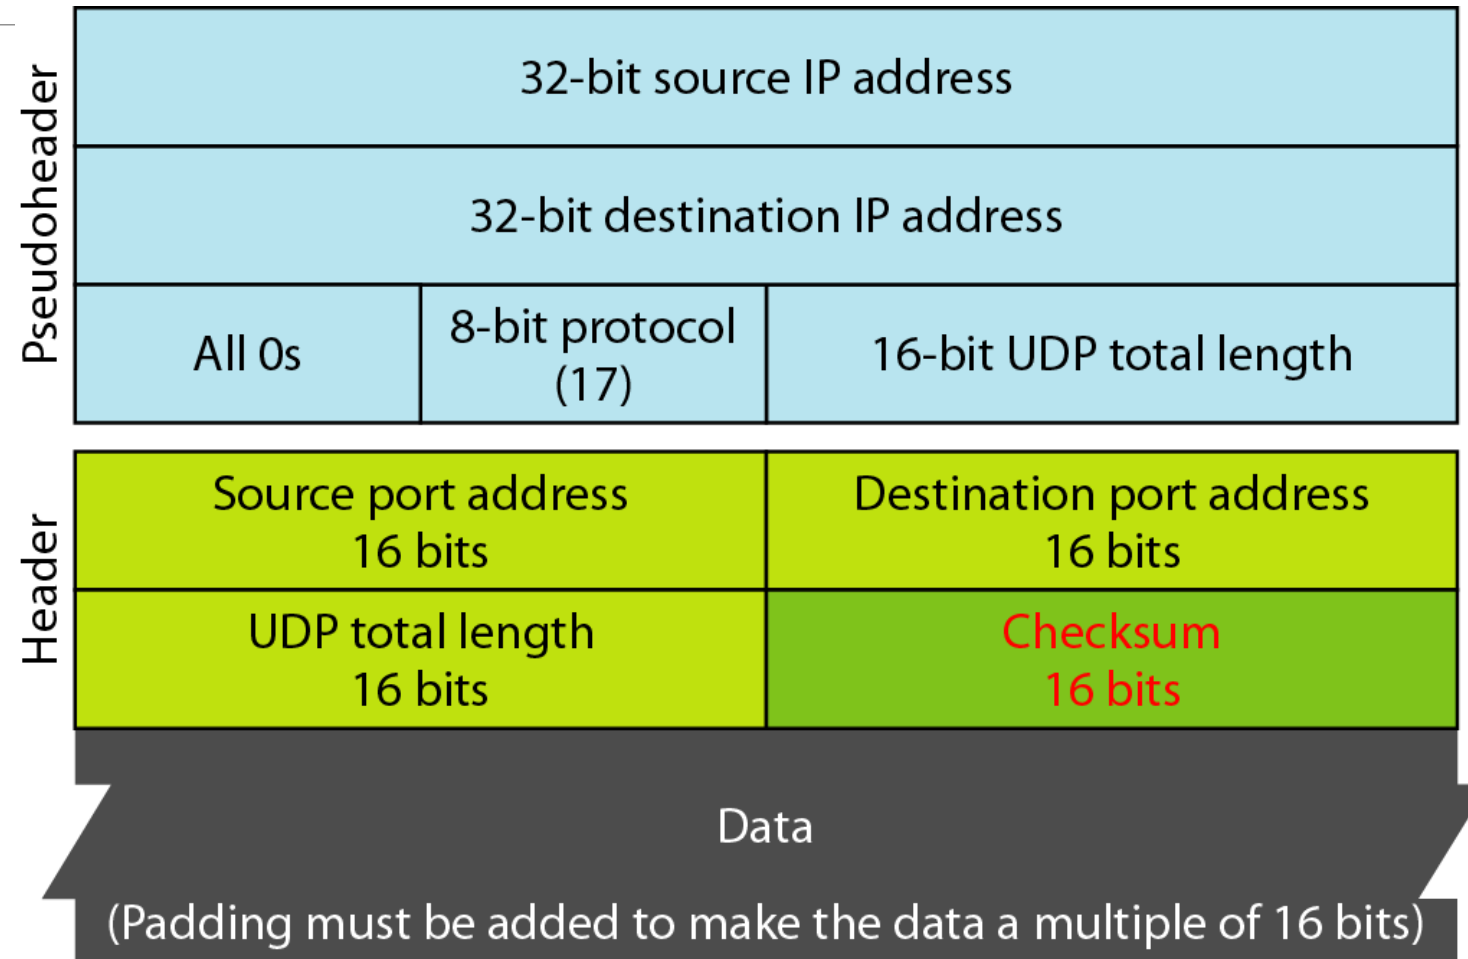 Pseudoheader
32-bit source IP address
32-bit destination IP address
All 0s
8-bit protocol
(17)
16-bit UDP total length
Header
Source port address
16 bits
Destination port address
16 bits
UDP total length
16 bits
Checksum
16 bits
Data
(Padding must be added to make the data a multiple of 16 bits)